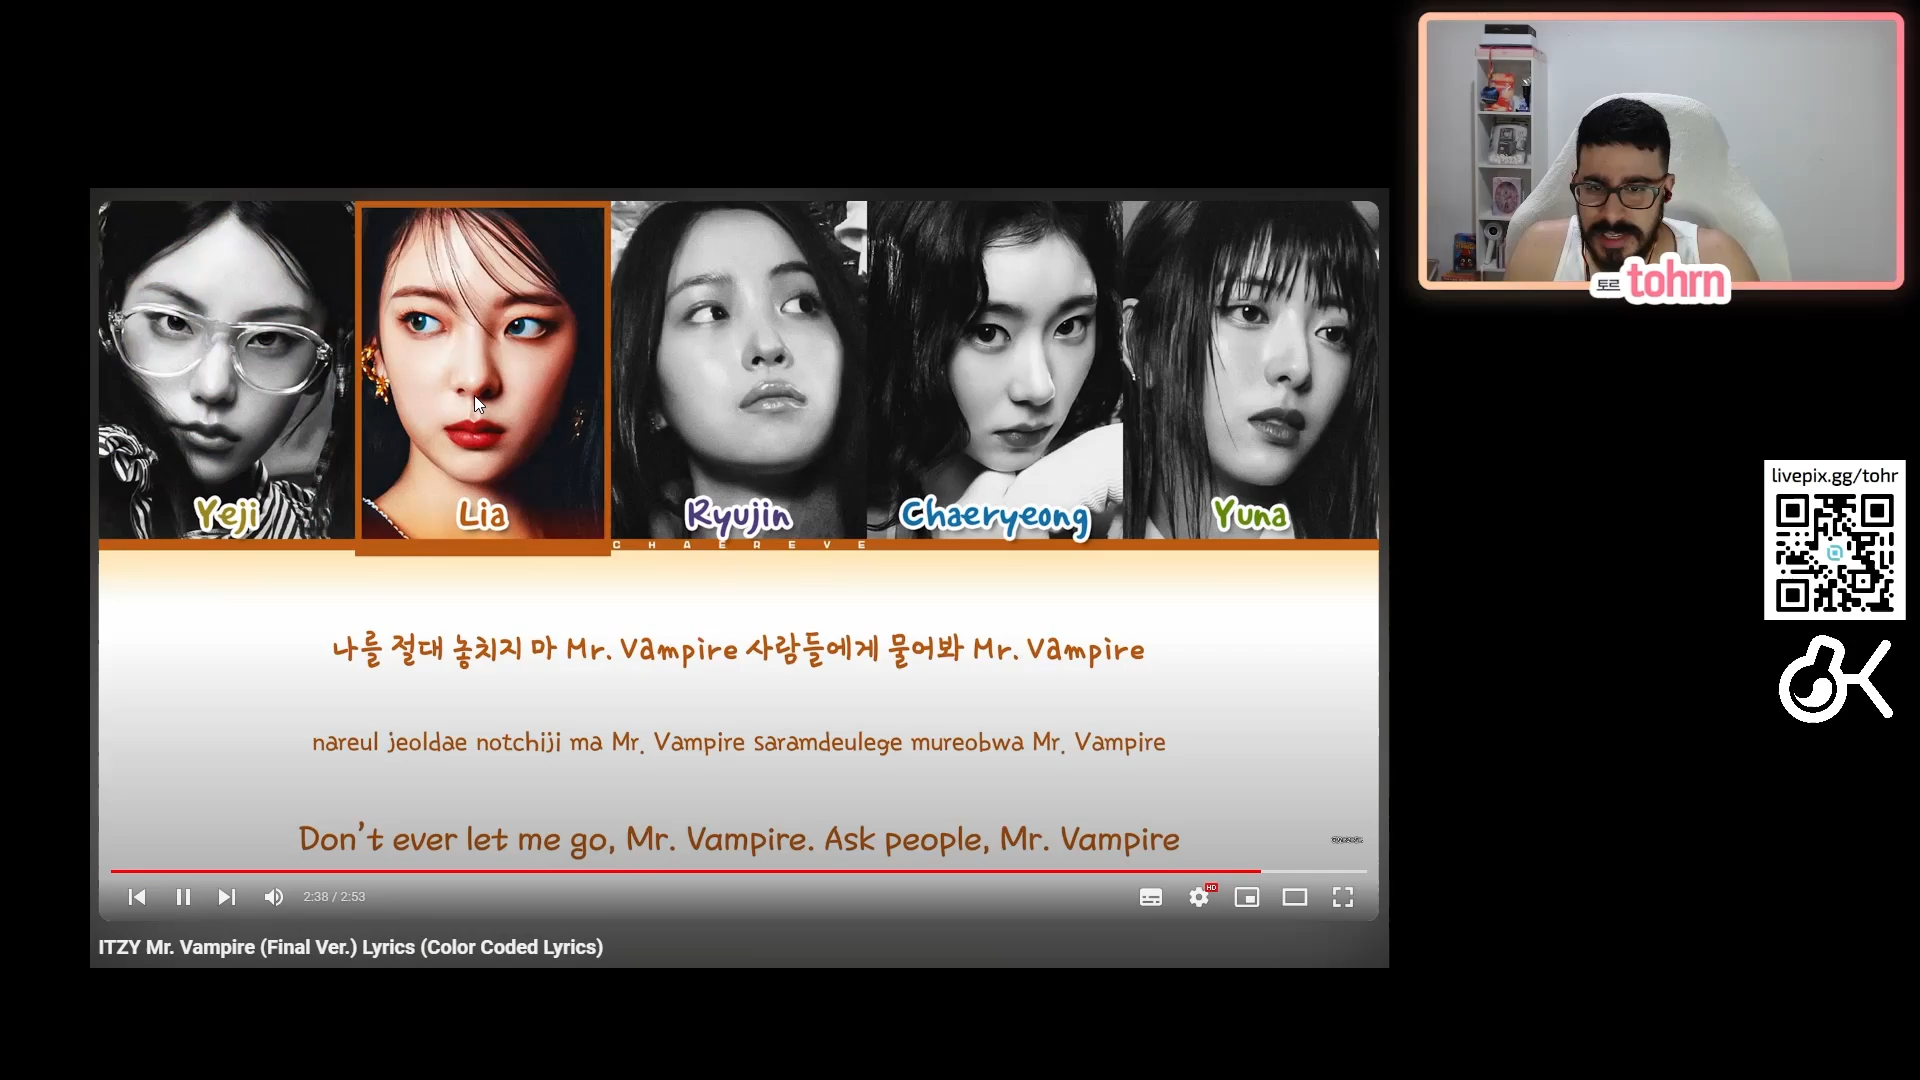 토르 tohrn
livepix.gg/tohr
Yeji
Lia
Ryujin
Chaeryeong
Yuna
CHAEREVE
나를 절대 놓치지 마 Mr. Vampire 사람들에게 물어봐 Mr. Vampire
nareul jeoldae notchiji ma Mr. Vampire saramdeulege mureobwa Mr. Vampire
Don't ever let me go, Mr. Vampire. Ask people, Mr. Vampire
HD
2:38 / 2:53
ITZY Mr. Vampire (Final Ver.) Lyrics (Color Coded Lyrics)